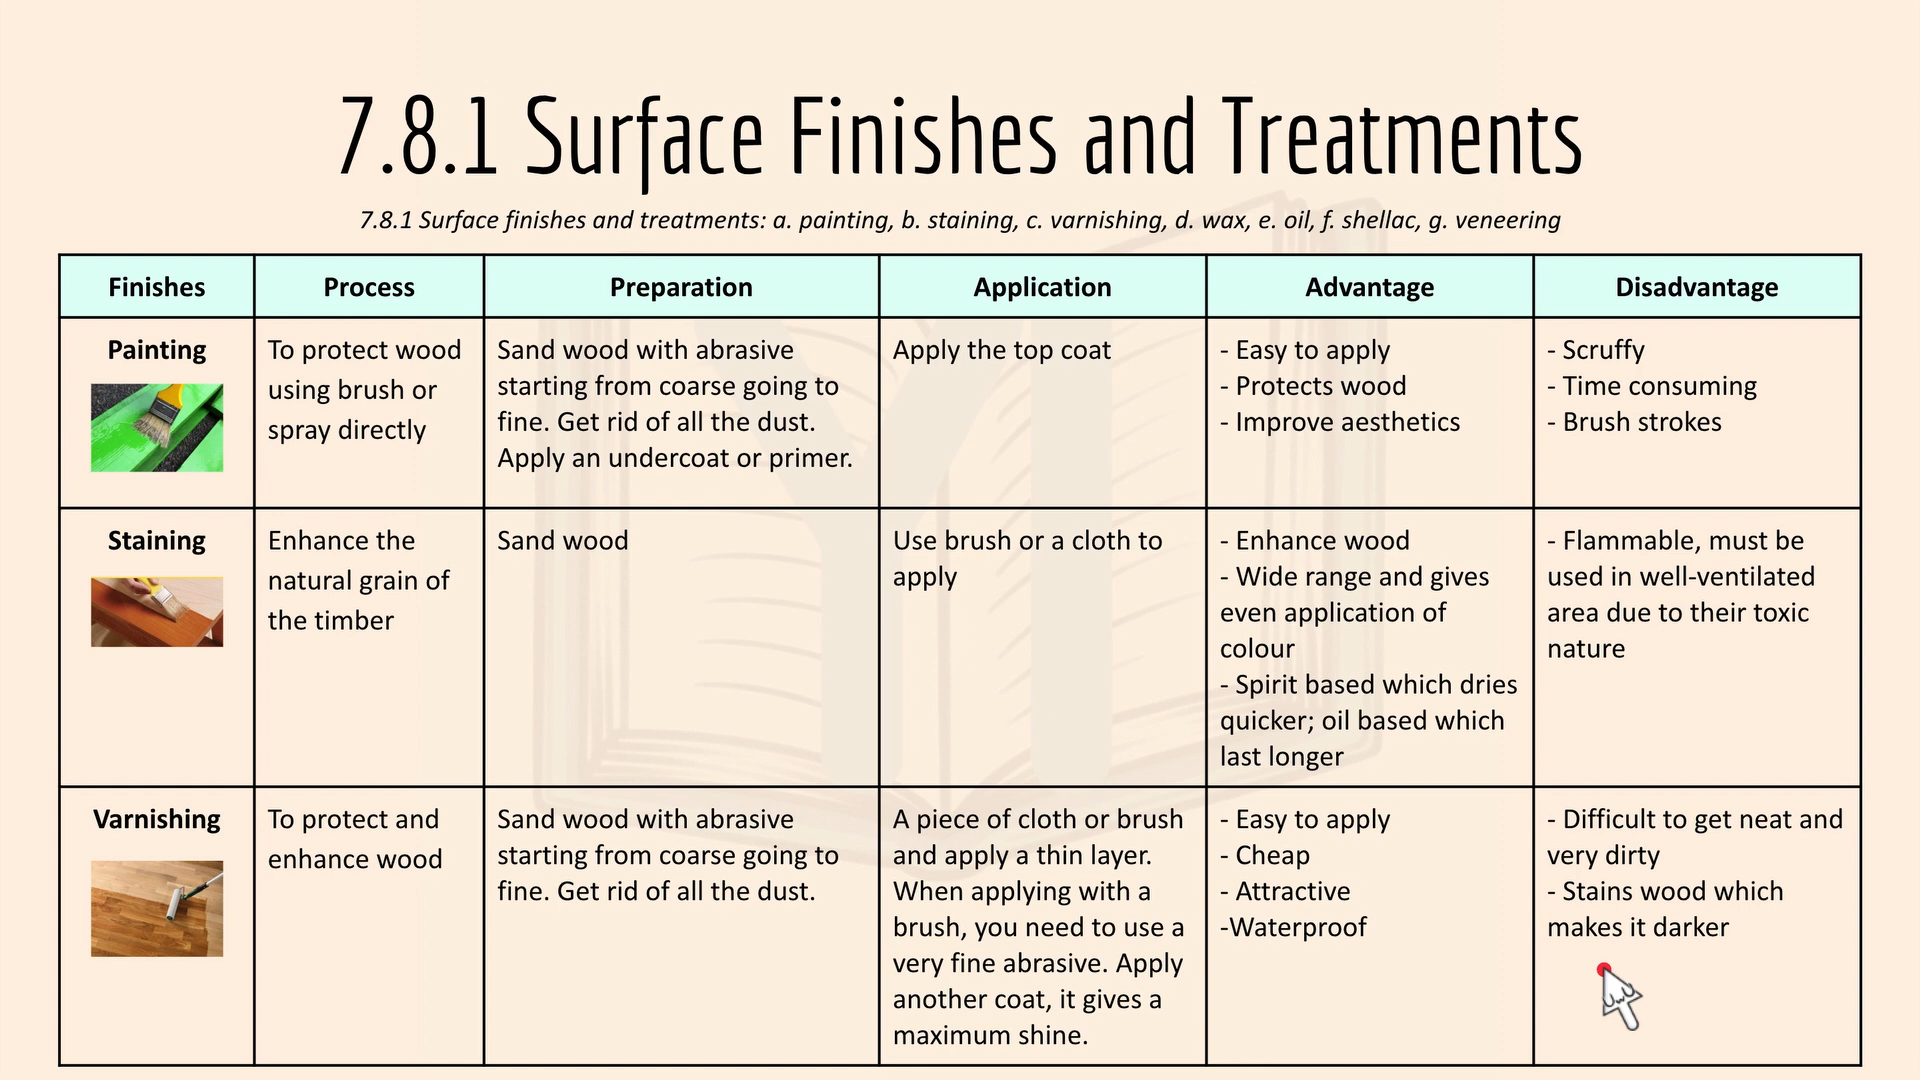 7.8.1 Surface Finishes and Treatments
7.8.1 Surface finishes and treatments: a. painting, b. staining, c. varnishing, d. wax, e. oil, f. shellac, g. veneering
Finishes
Process
Preparation
Application
Advantage
Disadvantage
Painting
To protect wood
using brush or
spray directly
Sand wood with abrasive
starting from coarse going to
fine. Get rid of all the dust.
Apply an undercoat or primer.
Apply the top coat
- Easy to apply
- Protects wood
- Improve aesthetics
- Scruffy
- Time consuming
- Brush strokes
Staining
Enhance the
natural grain of
the timber
Sand wood
Use brush or a cloth to
apply
- Enhance wood
- Wide range and gives
even application of
colour
- Spirit based which dries
quicker; oil based which
last longer
- Flammable, must be
used in well-ventilated
area due to their toxic
nature
Varnishing
To protect and
enhance wood
Sand wood with abrasive
starting from coarse going to
fine. Get rid of all the dust.
A piece of cloth or brush
and apply a thin layer.
When applying with a
brush, you need to use a
very fine abrasive. Apply
another coat, it gives a
maximum shine.
- Easy to apply
- Cheap
- Attractive
-Waterproof
- Difficult to get neat and
very dirty
- Stains wood which
makes it darker